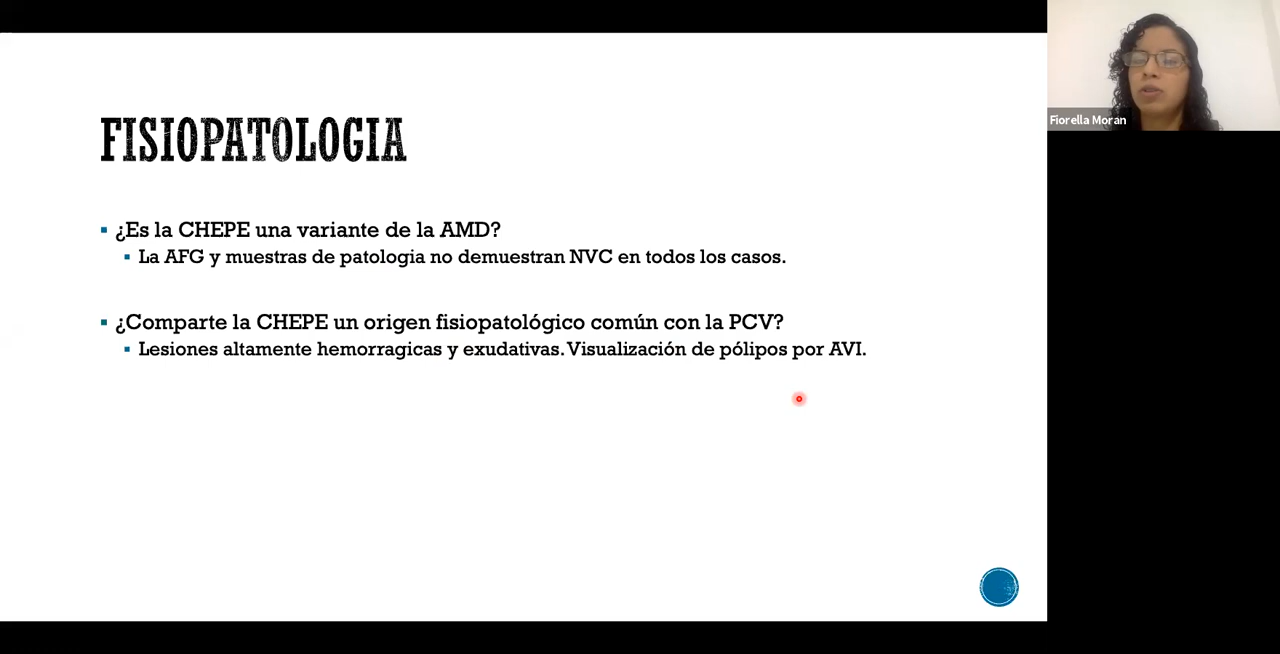 FISIOPATOLOGIA
¿Es la CHEPE una variante de la AMD?
La AFG y muestras de patologia no demuestran NVC en todos los casos.
¿Comparte la CHEPE un origen fisiopatológico común con la PCV?
Lesiones altamente hemorragicas y exudativas. Visualización de pólipos por AVI.
Fiorella Moran